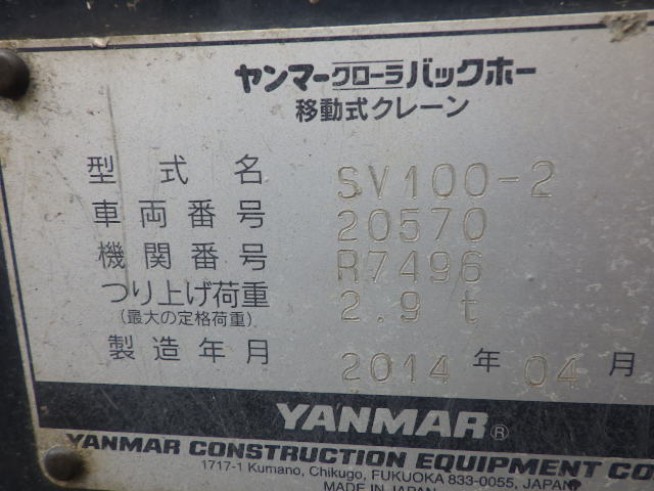 ヤンマークローラバックホー
移動式クレーン
型式名 SV100-2
車両番号 20570
機関番号 R7496
つり上げ荷重 2.9 t
(最大の定格荷重)
製造年月 2014 年 04 月
YANMAR®
YANMAR CONSTRUCTION EQUIPMENT CO
1717-1 Kumano, Chikugo, FUKUOKA 833-0055, JAPAN
MADE IN JAPAN